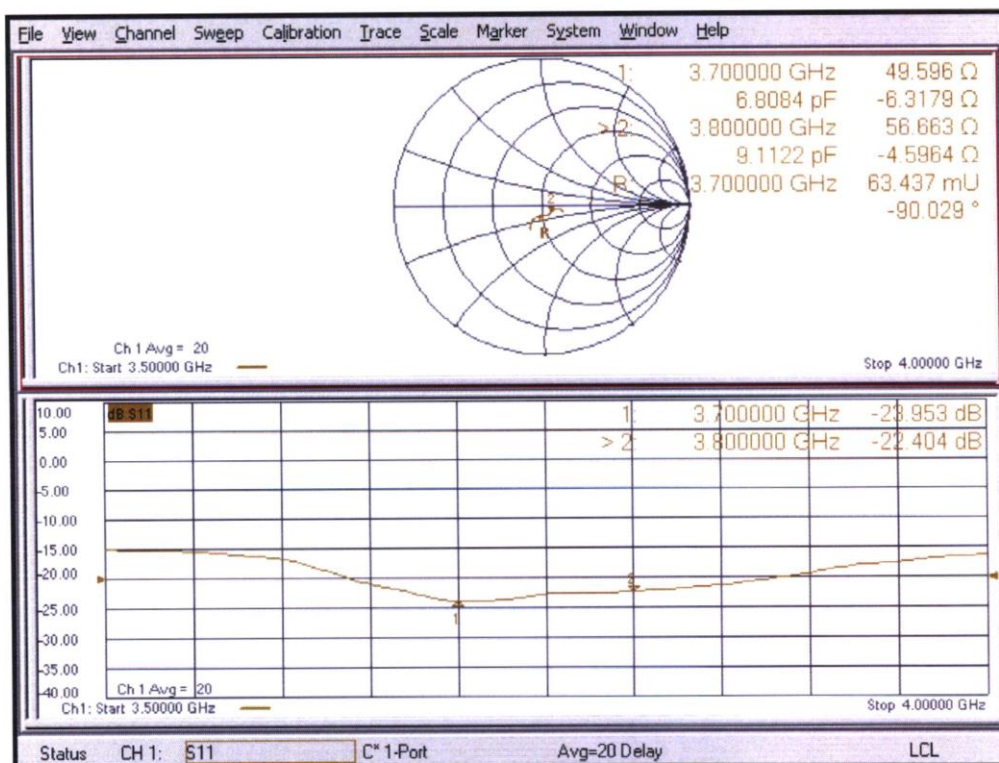 File View Channel Sweep Calibration Trace Scale Marker System Window Help
1: 3.700000 GHz 49.596 Ω
6.8084 pF -6.3179 Ω
> 2: 3.800000 GHz 56.663 Ω
9.1122 pF -4.5964 Ω
R: 3.700000 GHz 63.437 mU
-90.029 °
2
R
Ch 1 Avg = 20
Ch1: Start 3.50000 GHz Stop 4.00000 GHz
10.00 dB S11 1: 3.700000 GHz -23.953 dB
5.00 > 2: 3.800000 GHz -22.404 dB
0.00
-5.00
-10.00
-15.00
-20.00 2
-25.00 1
-30.00
-35.00
-40.00 Ch 1 Avg = 20
Ch1: Start 3.50000 GHz Stop 4.00000 GHz
Status CH 1: S11 C* 1-Port Avg=20 Delay LCL